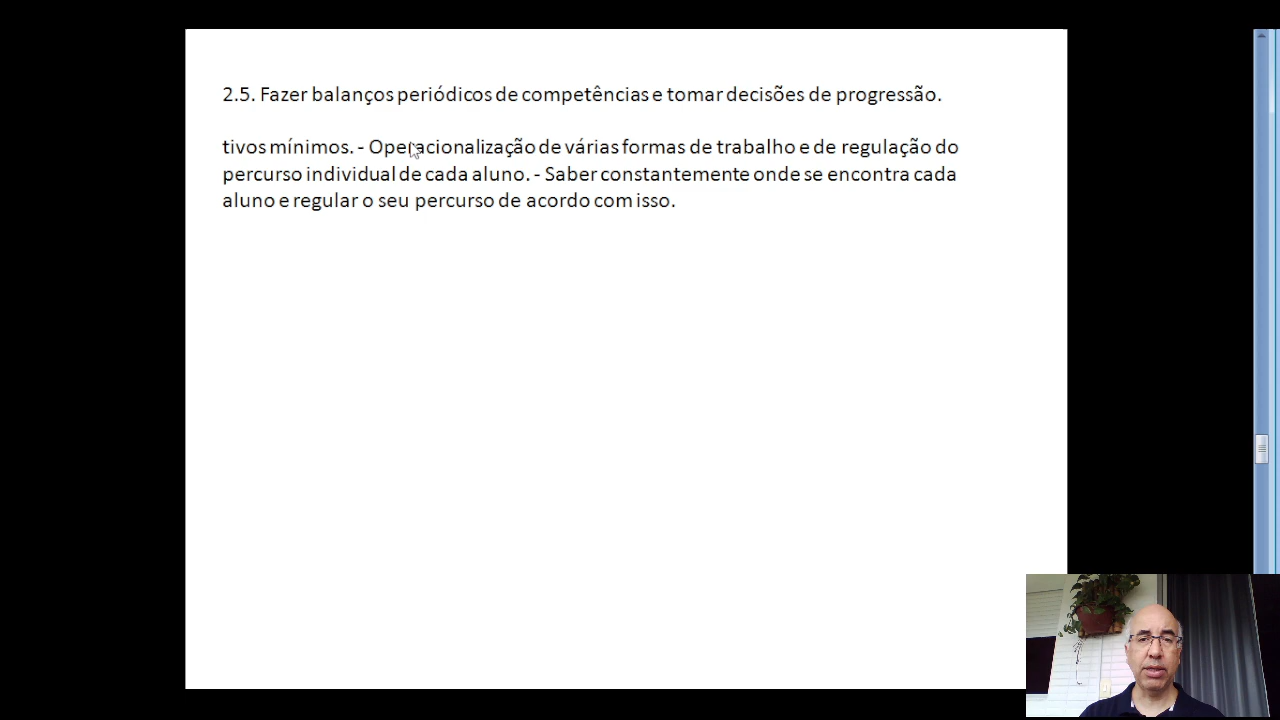 2.5. Fazer balanços periódicos de competências e tomar decisões de progressão.
tivos mínimos. - Operacionalização de várias formas de trabalho e de regulação do
percurso individual de cada aluno. - Saber constantemente onde se encontra cada
aluno e regular o seu percurso de acordo com isso.